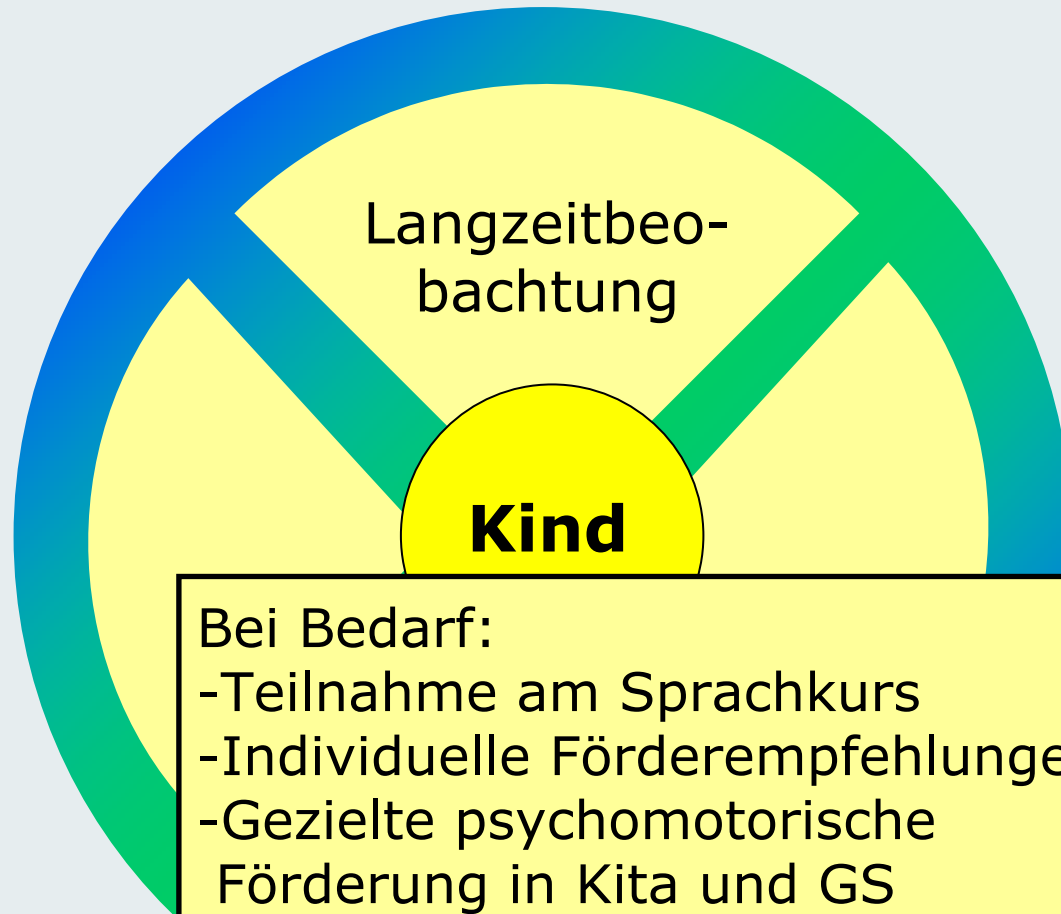 Langzeitbeo-
bachtung
Kind
Bei Bedarf:
-Teilnahme am Sprachkurs
-Individuelle Förderempfehlunge
-Gezielte psychomotorische
Förderung in Kita und GS